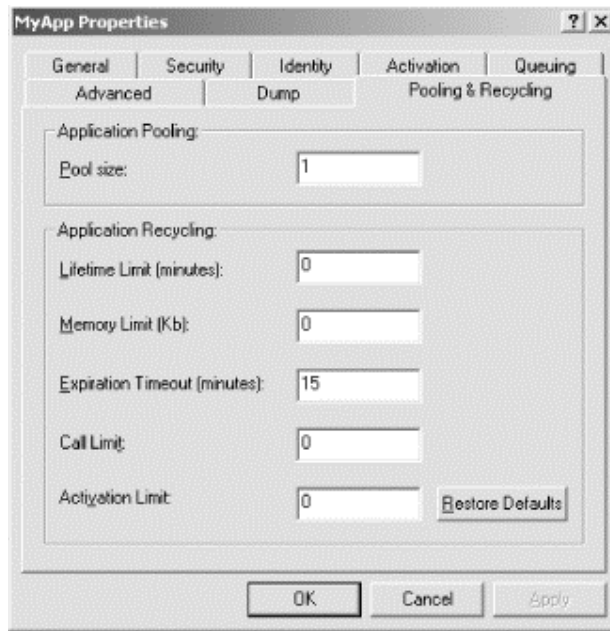 MyApp Properties
General Security Identity Activation Queuing
Advanced Dump Pooling & Recycling
Application Pooling:
Pool size: 1
Application Recycling:
Lifetime Limit (minutes): 0
Memory Limit (Kb): 0
Expiration Timeout (minutes): 15
Call Limit: 0
Activation Limit: 0 Restore Defaults
OK Cancel Apply